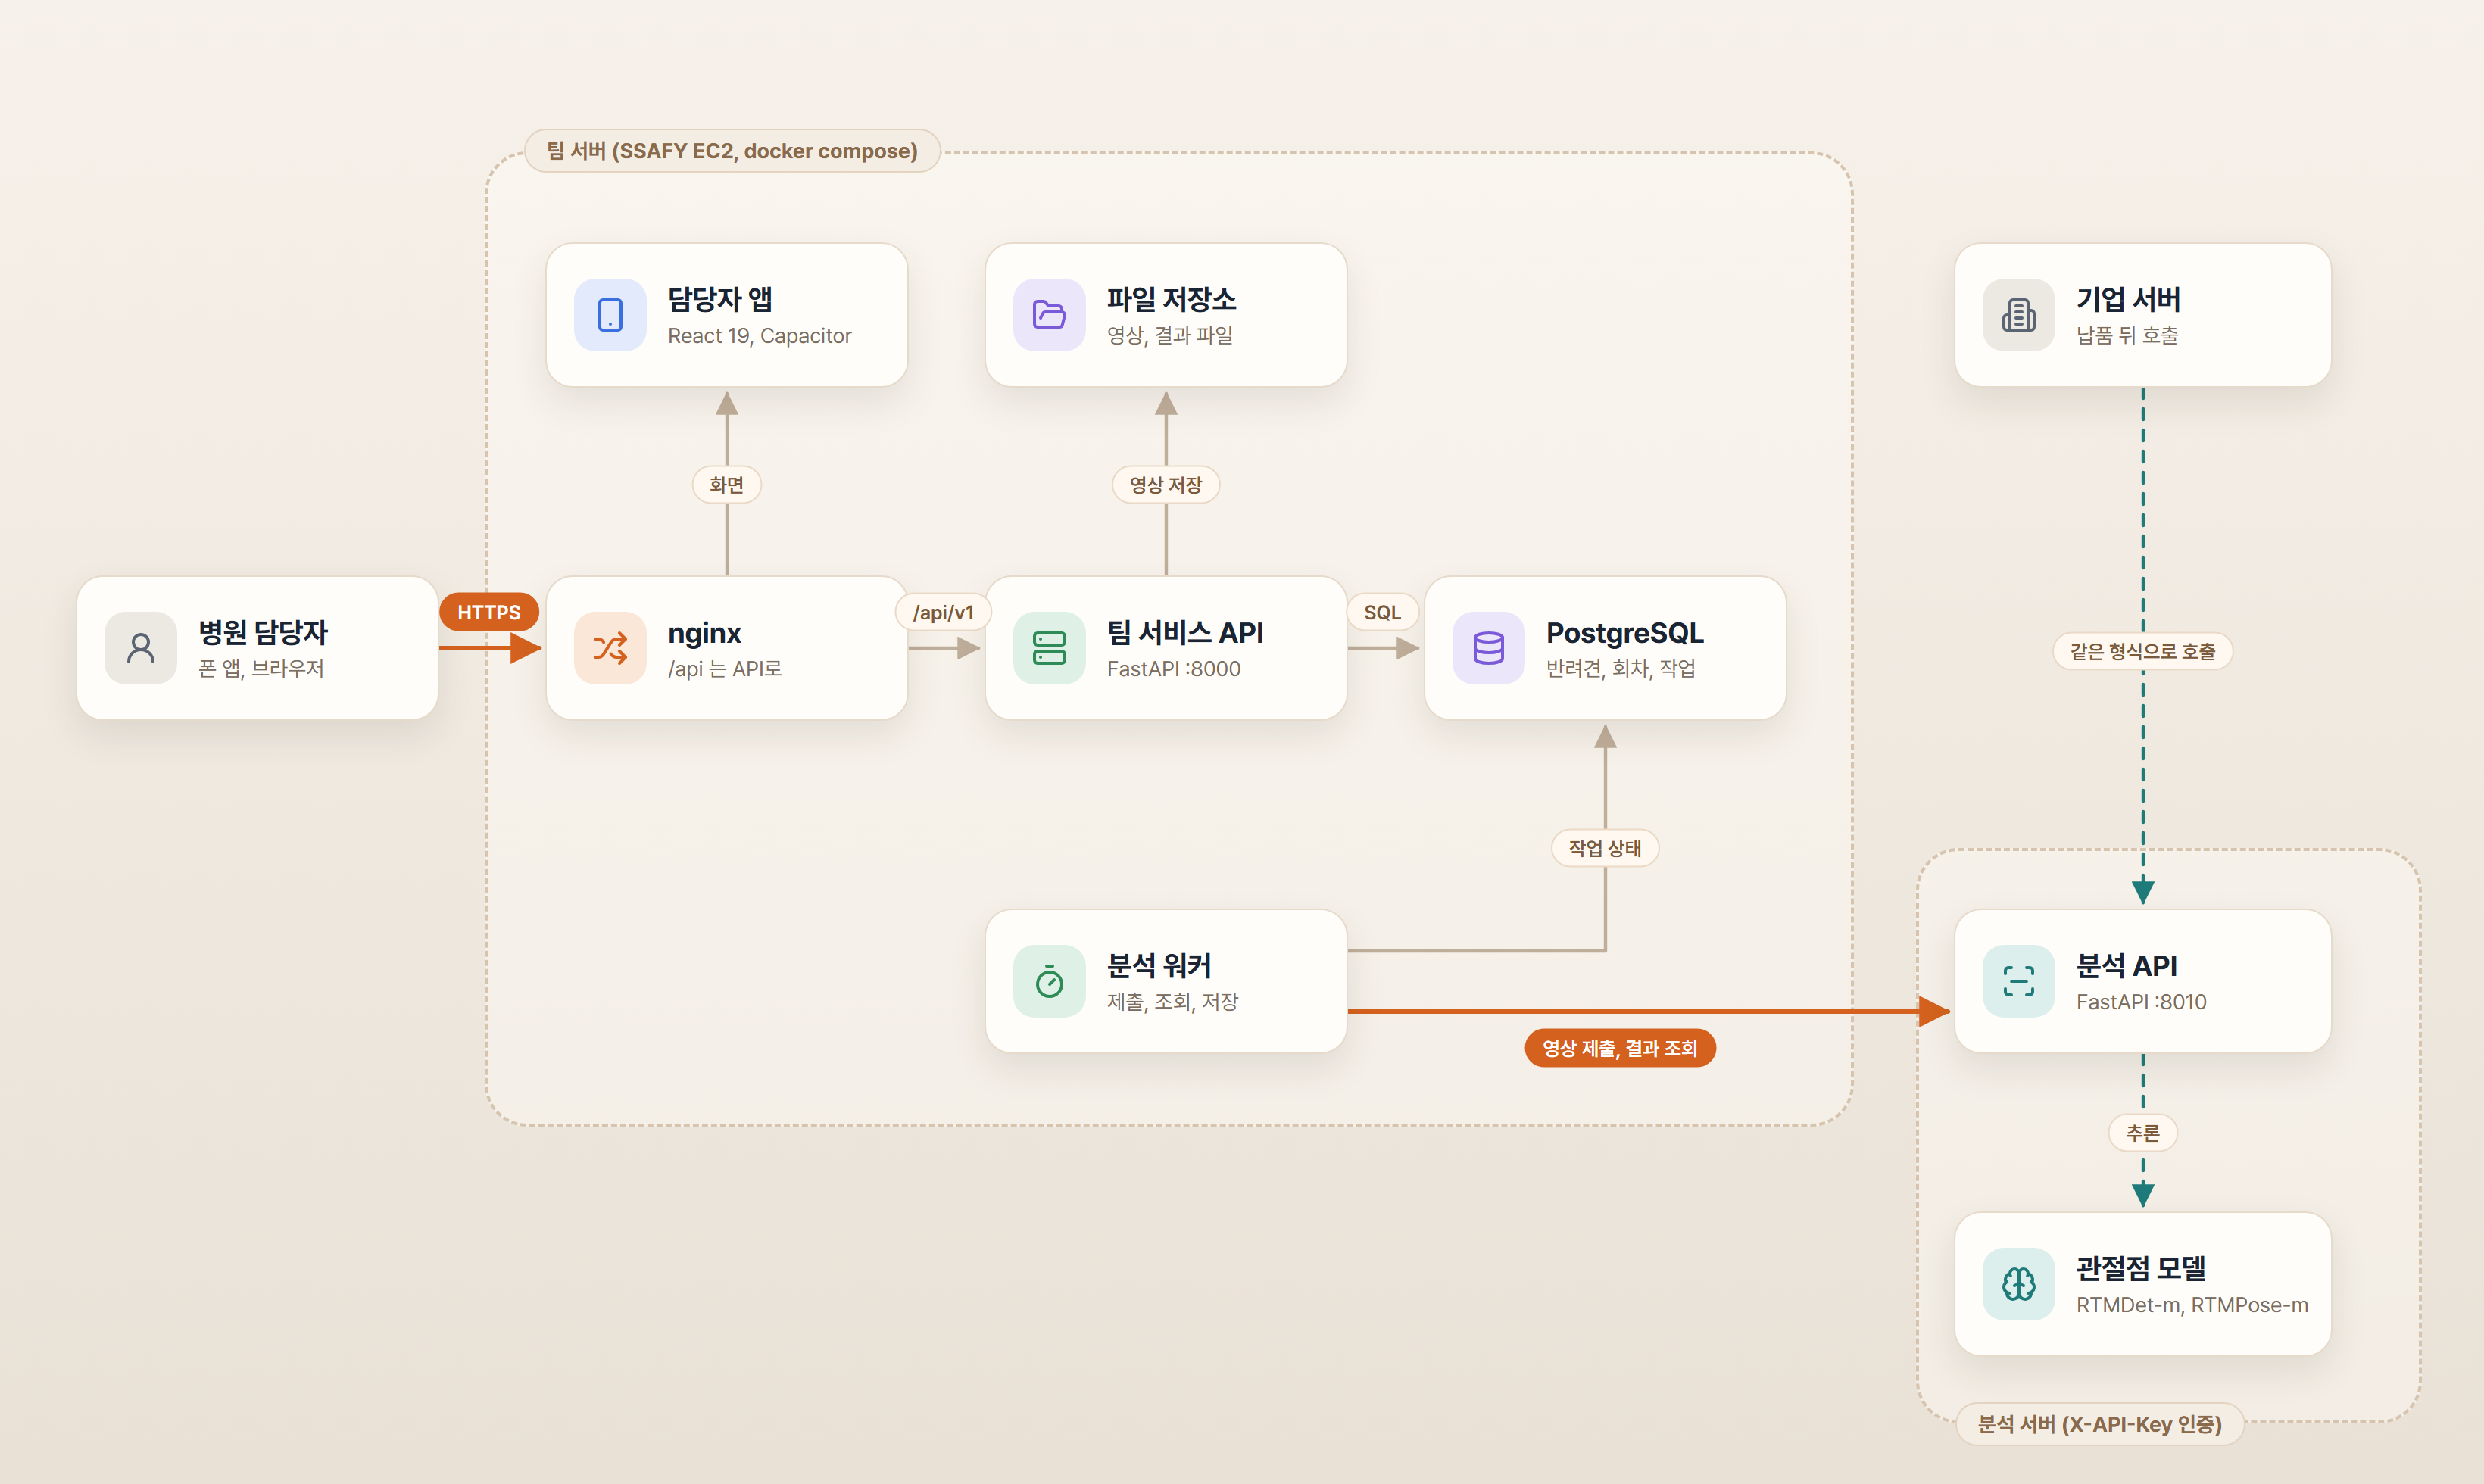 팀 서버 (SSAFY EC2, docker compose)
담당자 앱
React 19, Capacitor
파일 저장소
영상, 결과 파일
기업 서버
납품 뒤 호출
화면
영상 저장
병원 담당자
폰 앱, 브라우저
HTTPS
nginx
/api 는 API로
/api/v1
팀 서비스 API
FastAPI :8000
SQL
PostgreSQL
반려견, 회차, 작업
같은 형식으로 호출
작업 상태
분석 워커
제출, 조회, 저장
영상 제출, 결과 조회
분석 API
FastAPI :8010
추론
관절점 모델
RTMDet-m, RTMPose-m
분석 서버 (X-API-Key 인증)